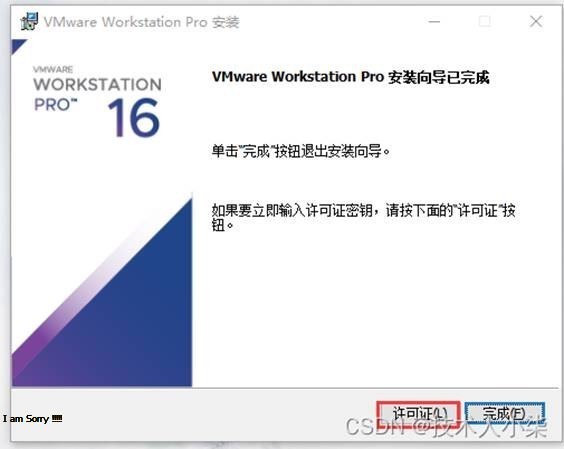 VMware Workstation Pro 安装
VMWARE
WORKSTATION
PRO™ 16
VMware Workstation Pro 安装向导已完成
单击"完成"按钮退出安装向导。
如果要立即输入许可证密钥，请按下面的"许可证"按
钮。
I am Sorry !!!!!
许可证(L) 完成(F)
CSDN @技术人小柒